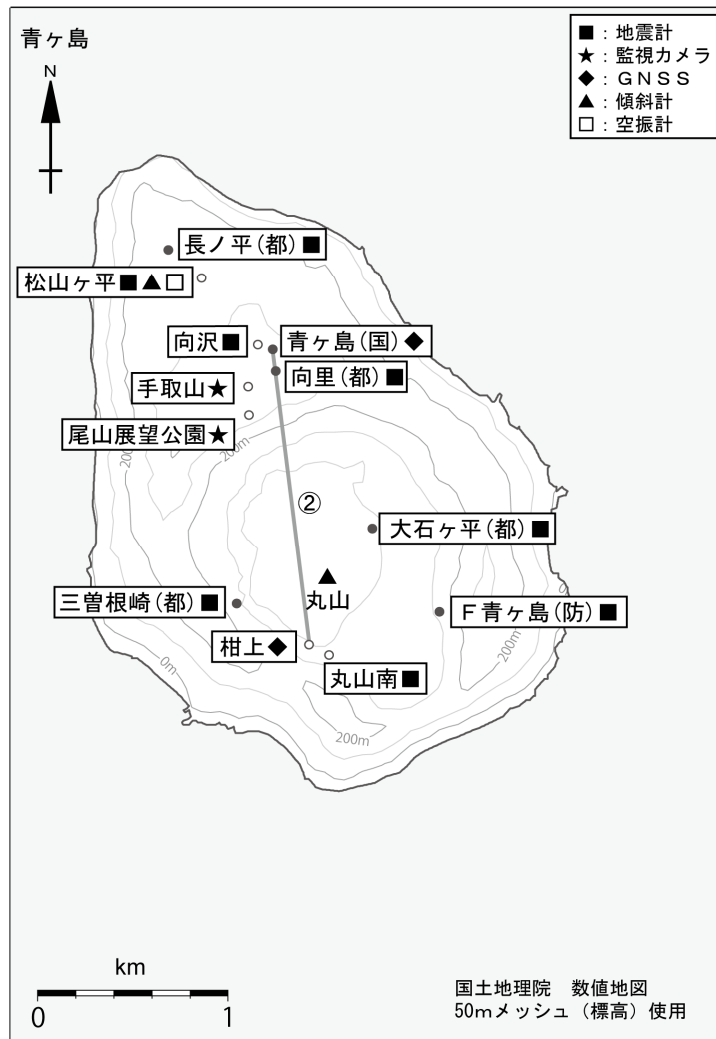 青ヶ島
N
■：地震計
★：監視カメラ
◆：ＧＮＳＳ
▲：傾斜計
□：空振計
長ノ平(都)■
松山ヶ平■▲□
向沢■
青ヶ島(国)◆
向里(都)■
手取山★
尾山展望公園★
200m
200m
②
大石ヶ平(都)■
丸山
三曽根崎(都)■
Ｆ青ヶ島(防)■
柑上◆
丸山南■
0m
0m
200m
200m
km
0 1
国土地理院　数値地図
50mメッシュ（標高）使用